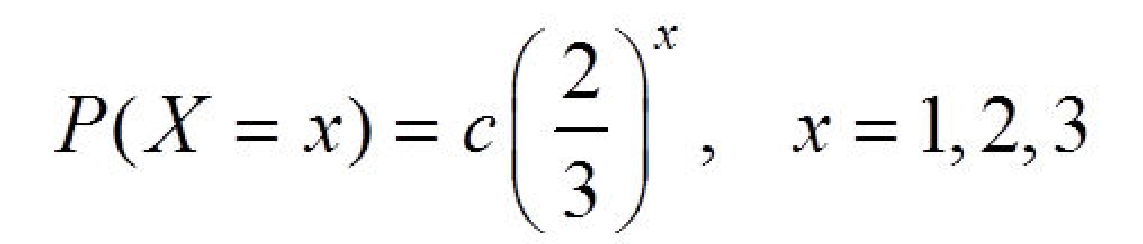 P(X = x) = c(2/3)^x, x = 1, 2, 3